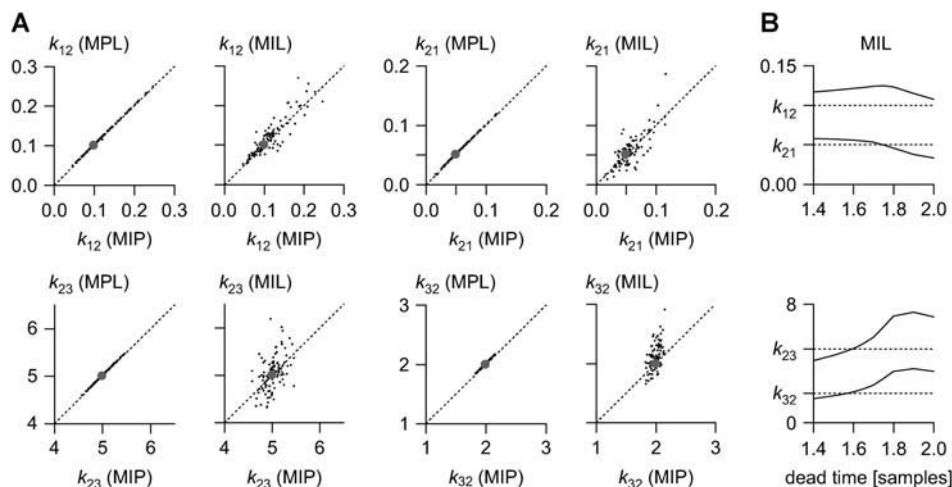 A
B
k12 (MPL)
k12 (MIL)
k21 (MPL)
k21 (MIL)
MIL
0.3
0.2
0.1
0.0
0.0 0.1 0.2 0.3
k12 (MIP)
0.0 0.1 0.2 0.3
k12 (MIP)
0.2
0.1
0.0
0.0 0.1 0.2
k21 (MIP)
0.0 0.1 0.2
k21 (MIP)
0.15
k12
k21
0.00
1.4 1.6 1.8 2.0
k23 (MPL)
k23 (MIL)
k32 (MPL)
k32 (MIL)
6
5
4
4 5 6
k23 (MIP)
4 5 6
k23 (MIP)
3
2
1
1 2 3
k32 (MIP)
1 2 3
k32 (MIP)
8
k23
k32
0
1.4 1.6 1.8 2.0
dead time [samples]